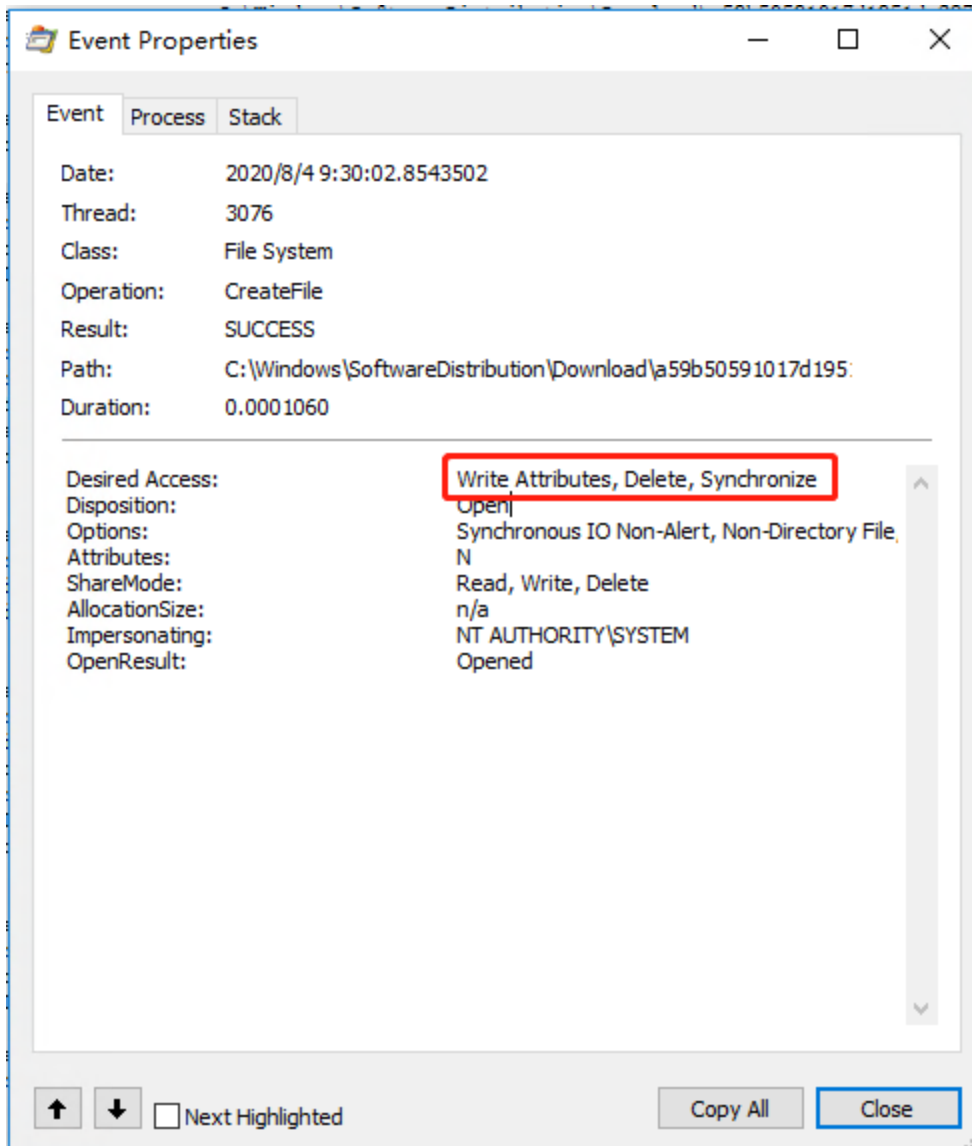 Event Properties
Event Process Stack
Date: 2020/8/4 9:30:02.8543502
Thread: 3076
Class: File System
Operation: CreateFile
Result: SUCCESS
Path: C:\Windows\SoftwareDistribution\Download\a59b50591017d195
Duration: 0.0001060
Desired Access: Write Attributes, Delete, Synchronize
Disposition: Open
Options: Synchronous IO Non-Alert, Non-Directory File,
Attributes: N
ShareMode: Read, Write, Delete
AllocationSize: n/a
Impersonating: NT AUTHORITY\SYSTEM
OpenResult: Opened
Next Highlighted Copy All Close